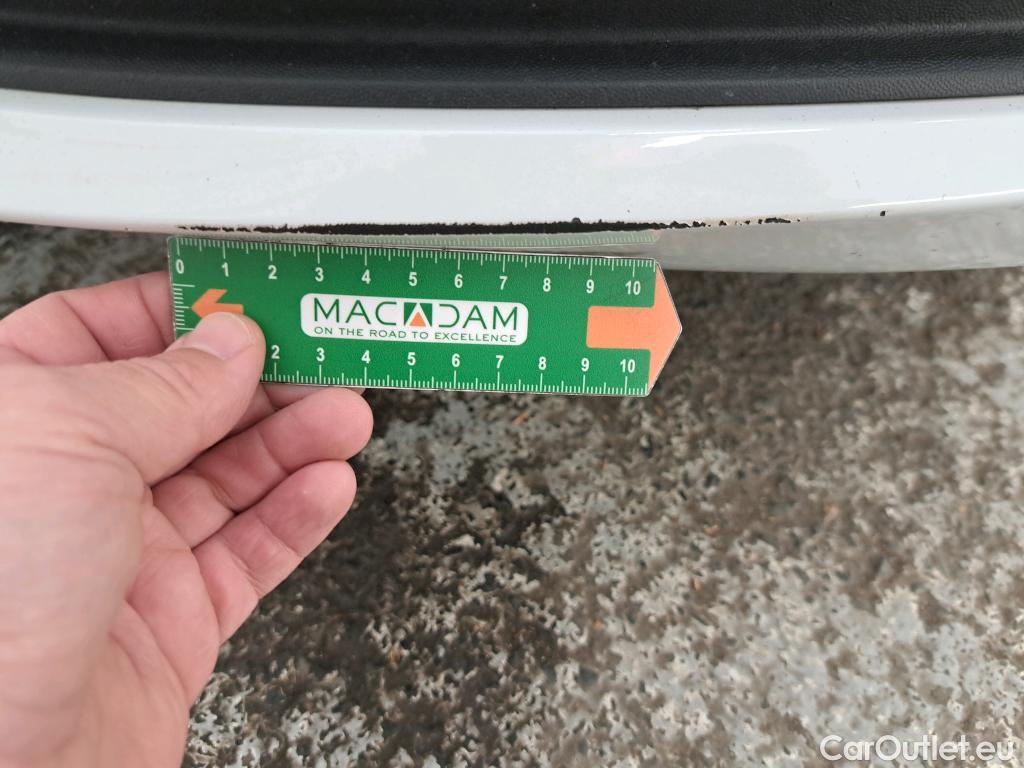 0 1 2 3 4 5 6 7 8 9 10
MACADAM
ON THE ROAD TO EXCELLENCE
2 3 4 5 6 7 8 9 10
CarOutlet.eu